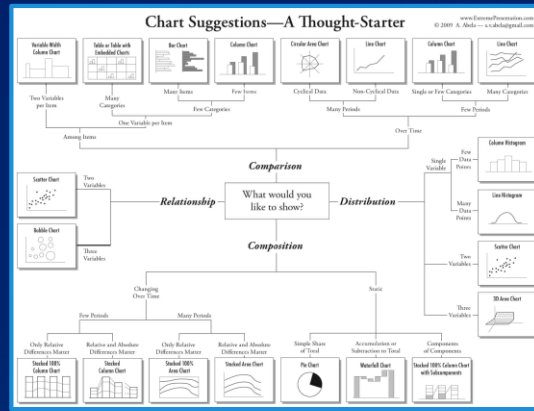 Chart Suggestions—A Thought-Starter
www.ExtremePresentation.com
© 2009 A. Abela — a.v.abela@gmail.com
Variable Width
Column Chart
Table or Table with
Embedded Charts
Bar Chart
Column Chart
Circular Area Chart
Line Chart
Column Chart
Line Chart
Two Variables
per Item
Many
Categories
Many Items
Few Items
Cyclical Data
Non-Cyclical Data
Single or Few Categories
Many Categories
Few Categories
Many Periods
Few Periods
One Variable per Item
Among Items
Over Time
Comparison
Relationship
What would you
like to show?
Distribution
Composition
Scatter Chart
Two
Variables
Bubble Chart
Three
Variables
Single
Variable
Few
Data
Points
Column Histogram
Many
Data
Points
Line Histogram
Two
Variables
Scatter Chart
Three
Variables
3D Area Chart
Changing
Over Time
Static
Few Periods
Many Periods
Only Relative
Differences Matter
Relative and Absolute
Differences Matter
Only Relative
Differences Matter
Relative and Absolute
Differences Matter
Simple Share
of Total
Accumulation or
Subtraction to Total
Components
of Components
Stacked 100%
Column Chart
Stacked
Column Chart
Stacked 100%
Area Chart
Stacked Area Chart
Pie Chart
Waterfall Chart
Stacked 100% Column Chart
with Subcomponents